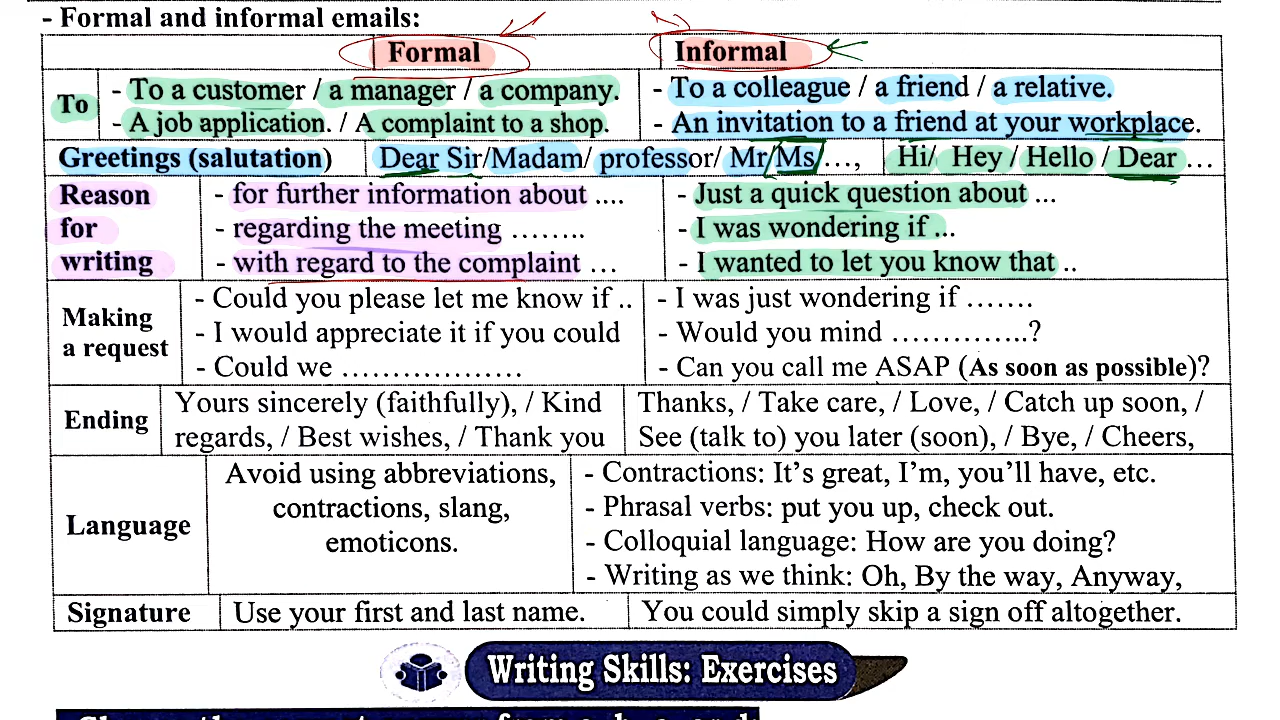 - Formal and informal emails:
Formal Informal
To - To a customer / a manager / a company. - To a colleague / a friend / a relative.
- A job application. / A complaint to a shop. - An invitation to a friend at your workplace.
Greetings (salutation) Dear Sir/Madam/ professor/ Mr/Ms/…, Hi/ Hey / Hello / Dear …
Reason - for further information about .... - Just a quick question about ...
for - regarding the meeting …….. - I was wondering if ...
writing - with regard to the complaint … - I wanted to let you know that ..
- Could you please let me know if .. - I was just wondering if …….
Making a request - I would appreciate it if you could - Would you mind …………..?
- Could we ……………… - Can you call me ASAP (As soon as possible)?
Ending Yours sincerely (faithfully), / Kind Thanks, / Take care, / Love, / Catch up soon, /
regards, / Best wishes, / Thank you See (talk to) you later (soon), / Bye, / Cheers,
Avoid using abbreviations, - Contractions: It's great, I'm, you'll have, etc.
Language contractions, slang, - Phrasal verbs: put you up, check out.
emoticons. - Colloquial language: How are you doing?
- Writing as we think: Oh, By the way, Anyway,
Signature Use your first and last name. You could simply skip a sign off altogether.
Writing Skills: Exercises